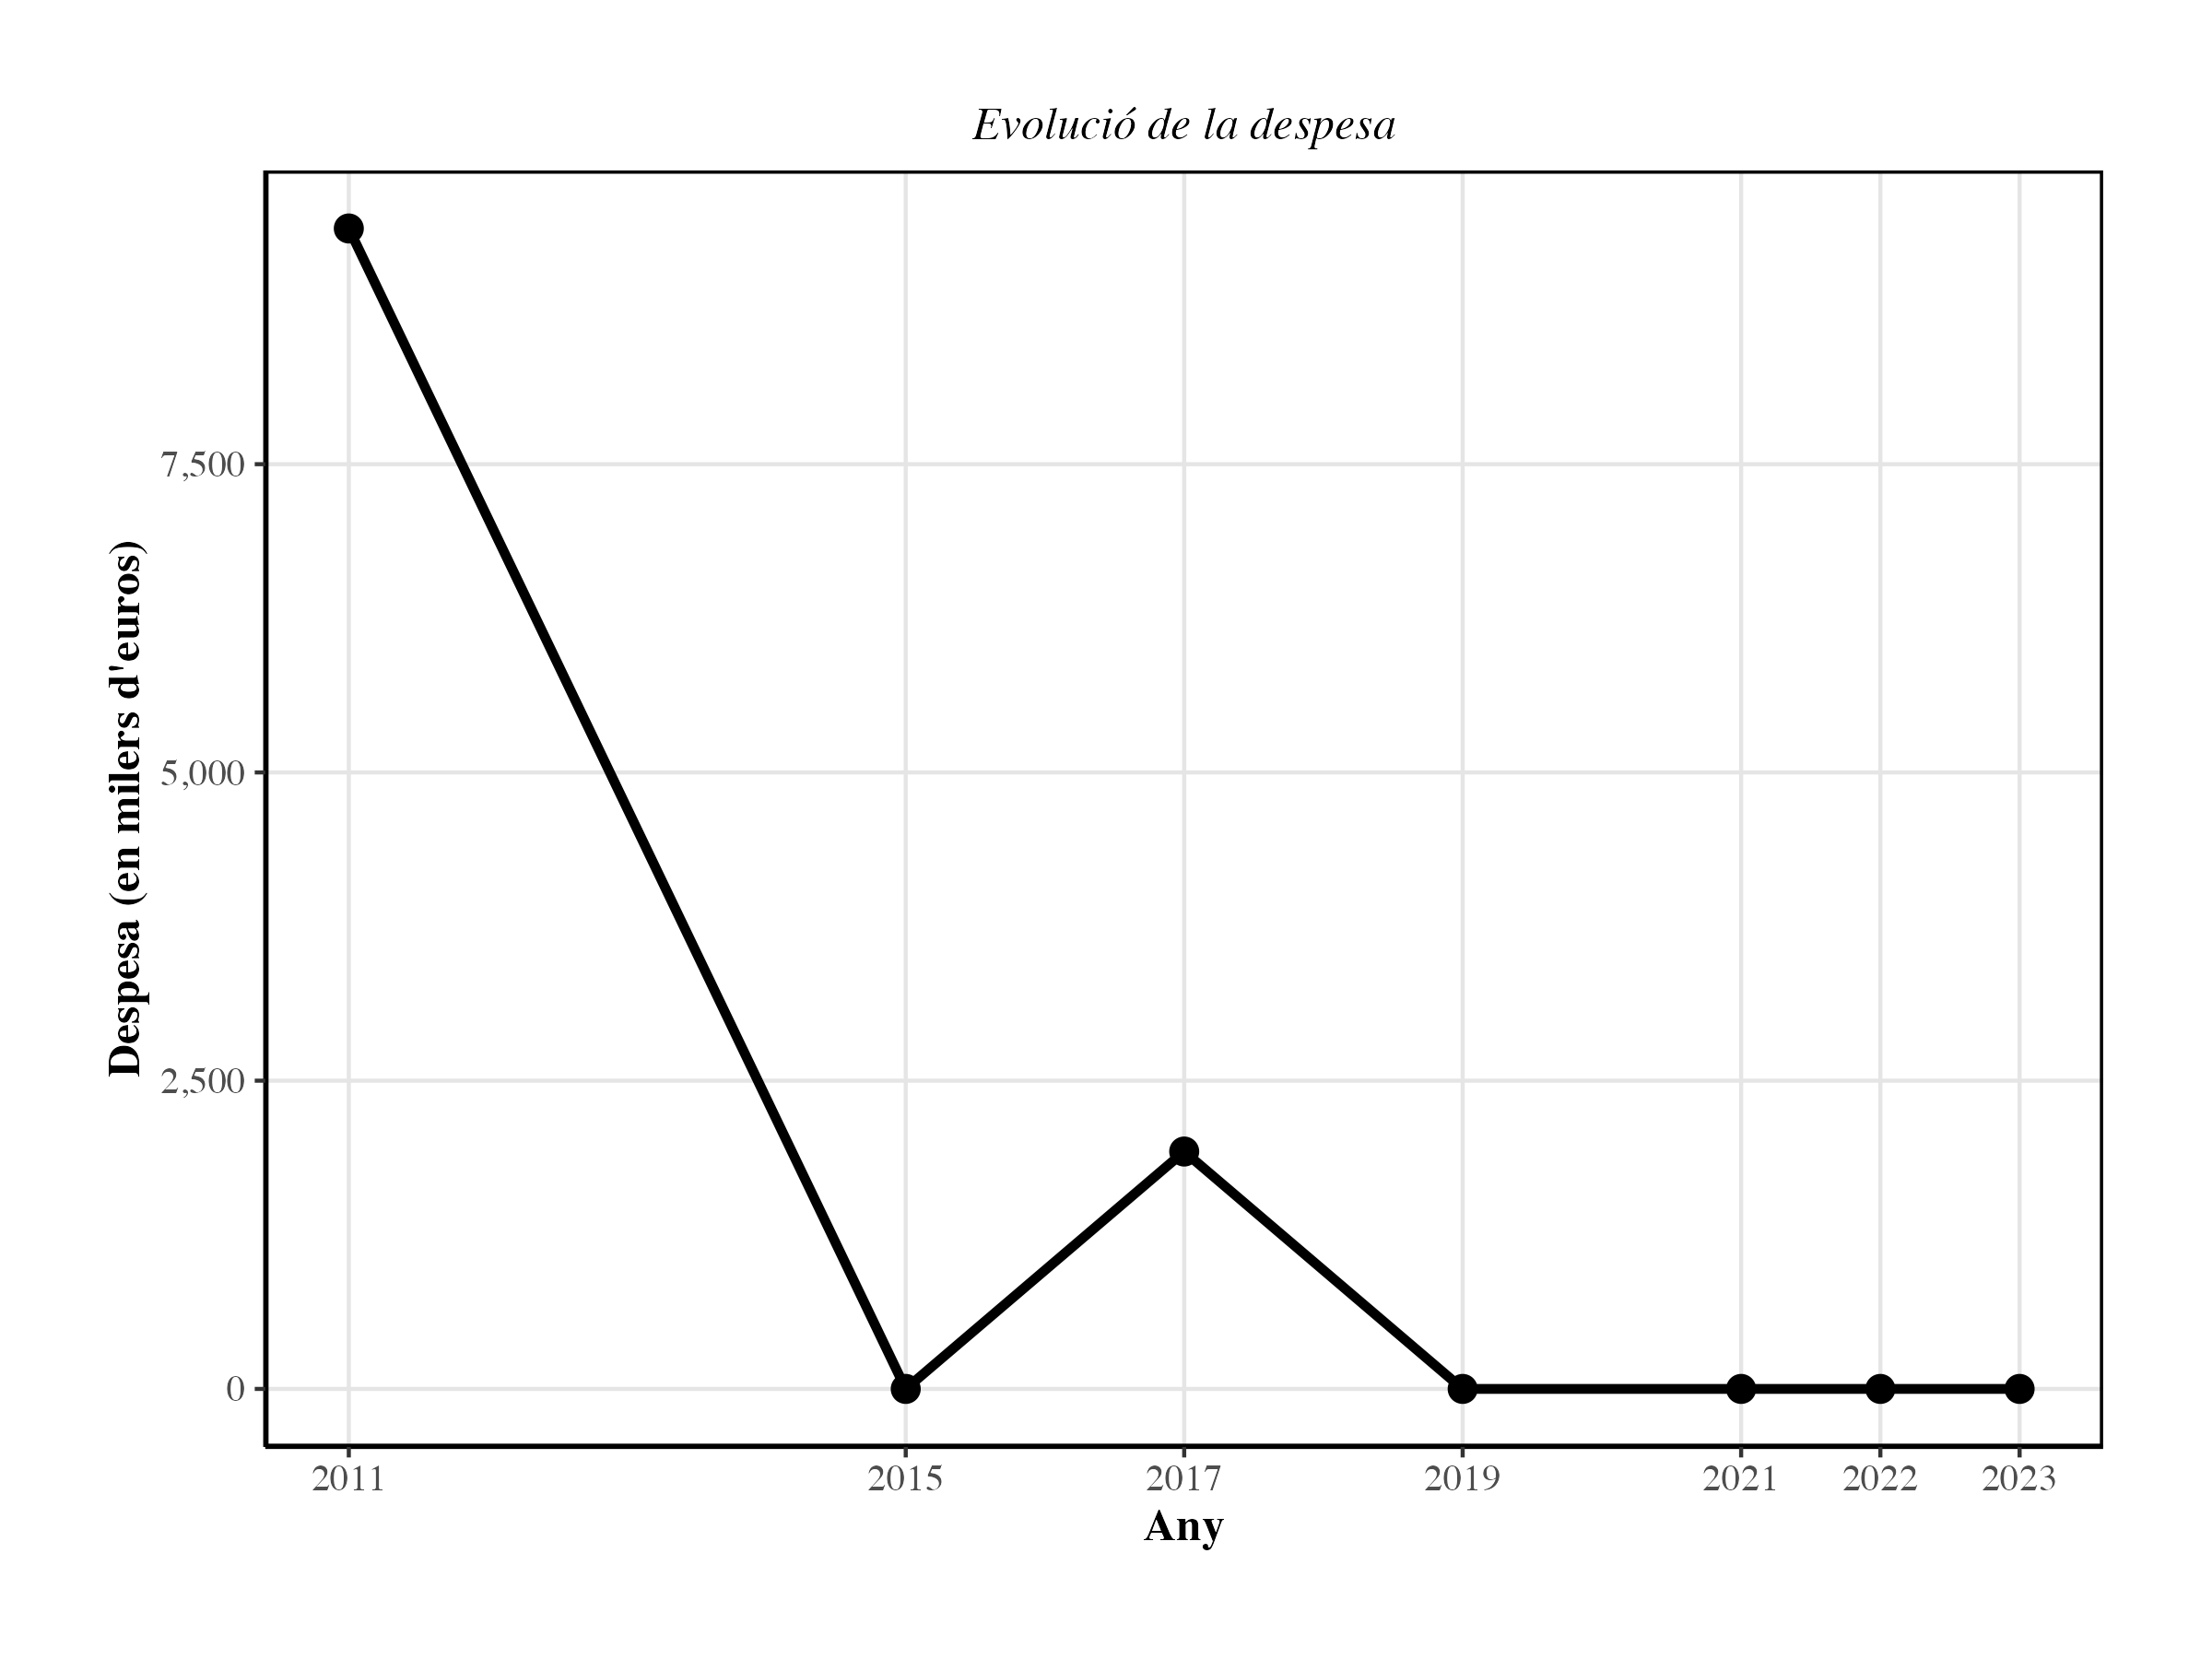 Evolució de la despesa
Despesa (en milers d'euros)
7,500
5,000
2,500
0
2011 2015 2017 2019 2021 2022 2023
Any